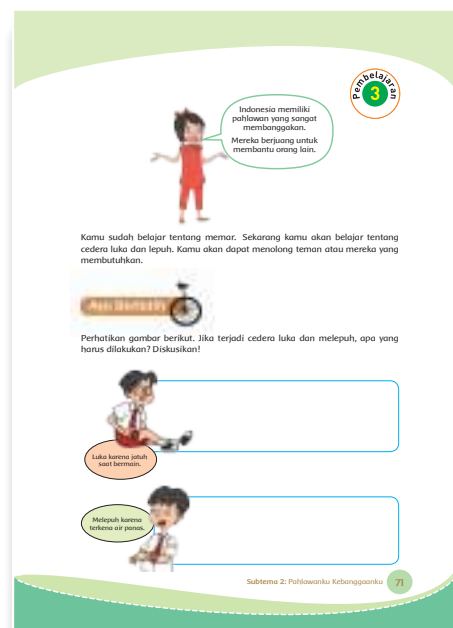 Pembelajaran
3
Indonesia memiliki
pahlawan yang sangat
membanggakan.
Mereka berjuang untuk
membantu orang lain.
Kamu sudah belajar tentang memar. Sekarang kamu akan belajar tentang
cedera luka dan lepuh. Kamu akan dapat menolong teman atau mereka yang
membutuhkan.
Perhatikan gambar berikut. Jika terjadi cedera luka dan melepuh, apa yang
harus dilakukan? Diskusikan!
Luka karena jatuh
saat bermain.
Melepuh karena
terkena air panas.
Subtema 2: Pahlawanku Kebanggaanku
71